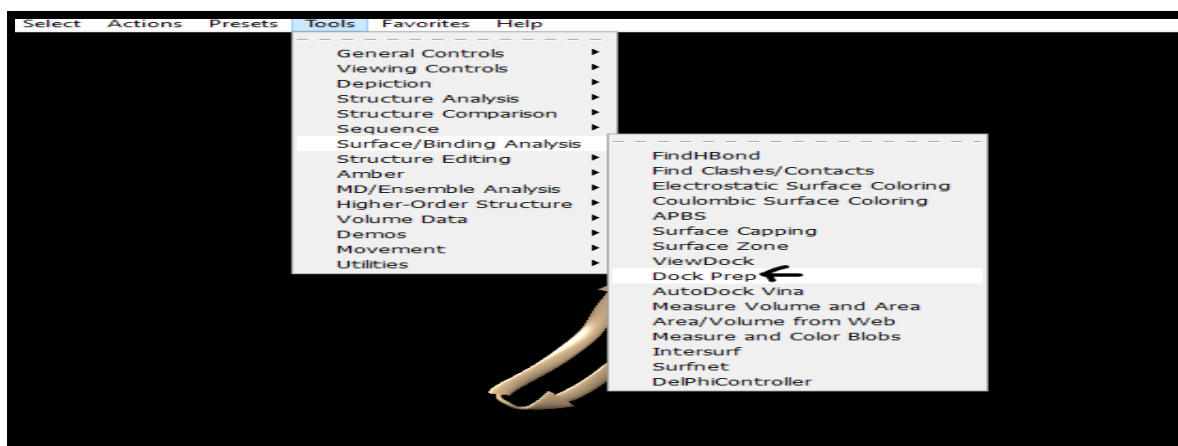 Select Actions Presets Tools Favorites Help
General Controls
Viewing Controls
Depiction
Structure Analysis
Structure Comparison
Sequence
Surface/Binding Analysis
Structure Editing
Amber
MD/Ensemble Analysis
Higher-Order Structure
Volume Data
Demos
Movement
Utilities
FindHBond
Find Clashes/Contacts
Electrostatic Surface Coloring
Coulombic Surface Coloring
APBS
Surface Capping
Surface Zone
ViewDock
Dock Prep
AutoDock Vina
Measure Volume and Area
Area/Volume from Web
Measure and Color Blobs
Intersurf
Surfnet
DelPhiController